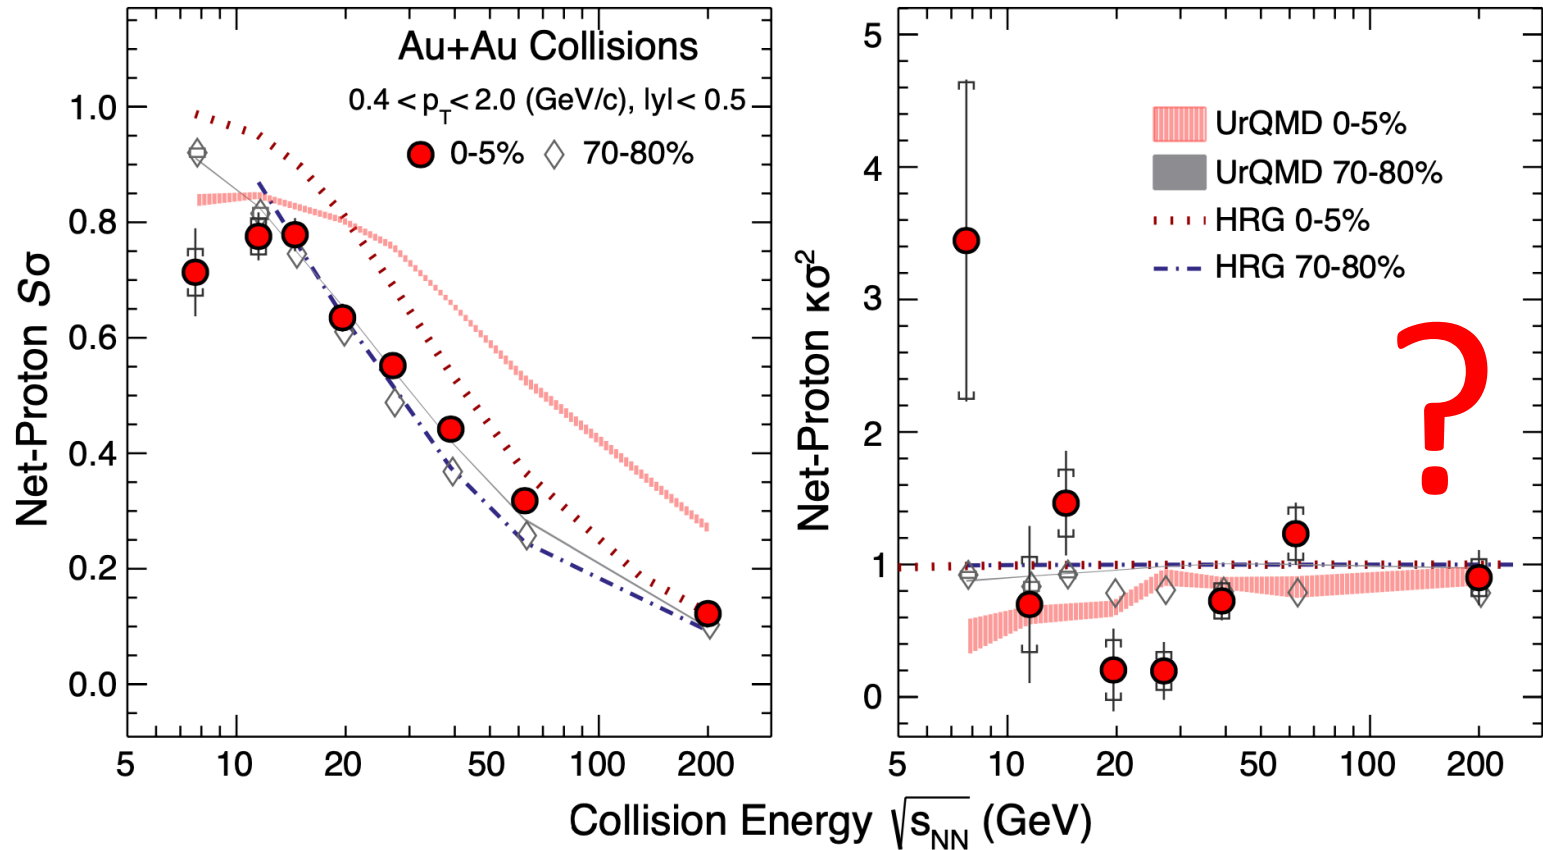 Au+Au Collisions
0.4 < p_T < 2.0 (GeV/c), |y| < 0.5
0-5% 70-80%
Net-Proton Sσ
1.0
0.8
0.6
0.4
0.2
0.0
5 10 20 50 100 200
Net-Proton κσ²
5
4
3
2
1
0
UrQMD 0-5%
UrQMD 70-80%
HRG 0-5%
HRG 70-80%
?
5 10 20 50 100 200
Collision Energy √s_NN (GeV)